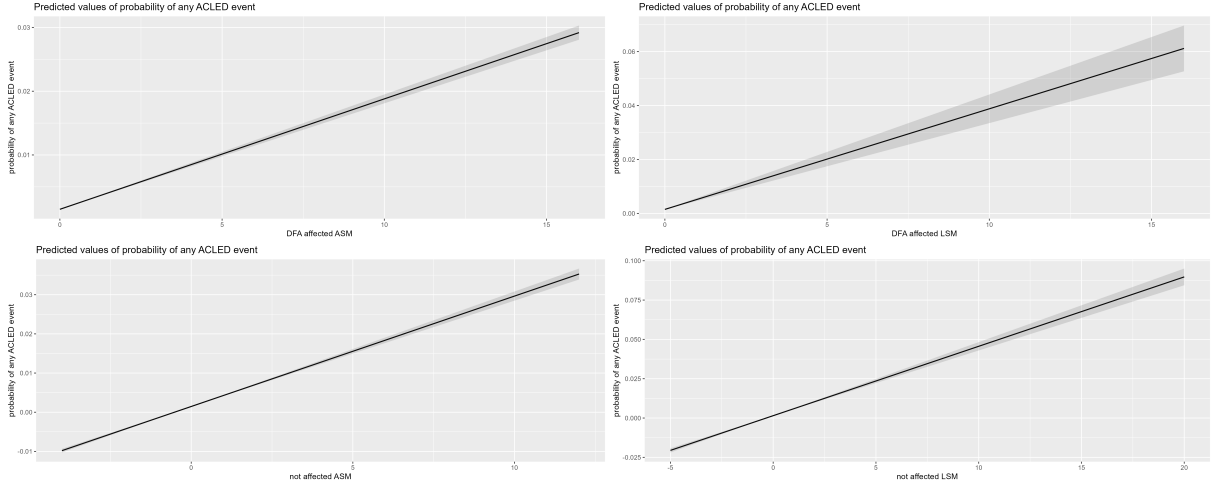 Predicted values of probability of any ACLED event
probability of any ACLED event
0.03
0.02
0.01
0 5 10 15
DFA affected ASM
Predicted values of probability of any ACLED event
probability of any ACLED event
0.06
0.04
0.02
0.00
0 5 10 15
DFA affected LSM
Predicted values of probability of any ACLED event
probability of any ACLED event
0.03
0.02
0.01
0.00
-0.01
0 5 10
not affected ASM
Predicted values of probability of any ACLED event
probability of any ACLED event
0.100
0.075
0.050
0.025
0.000
-0.025
-5 0 5 10 15 20
not affected LSM